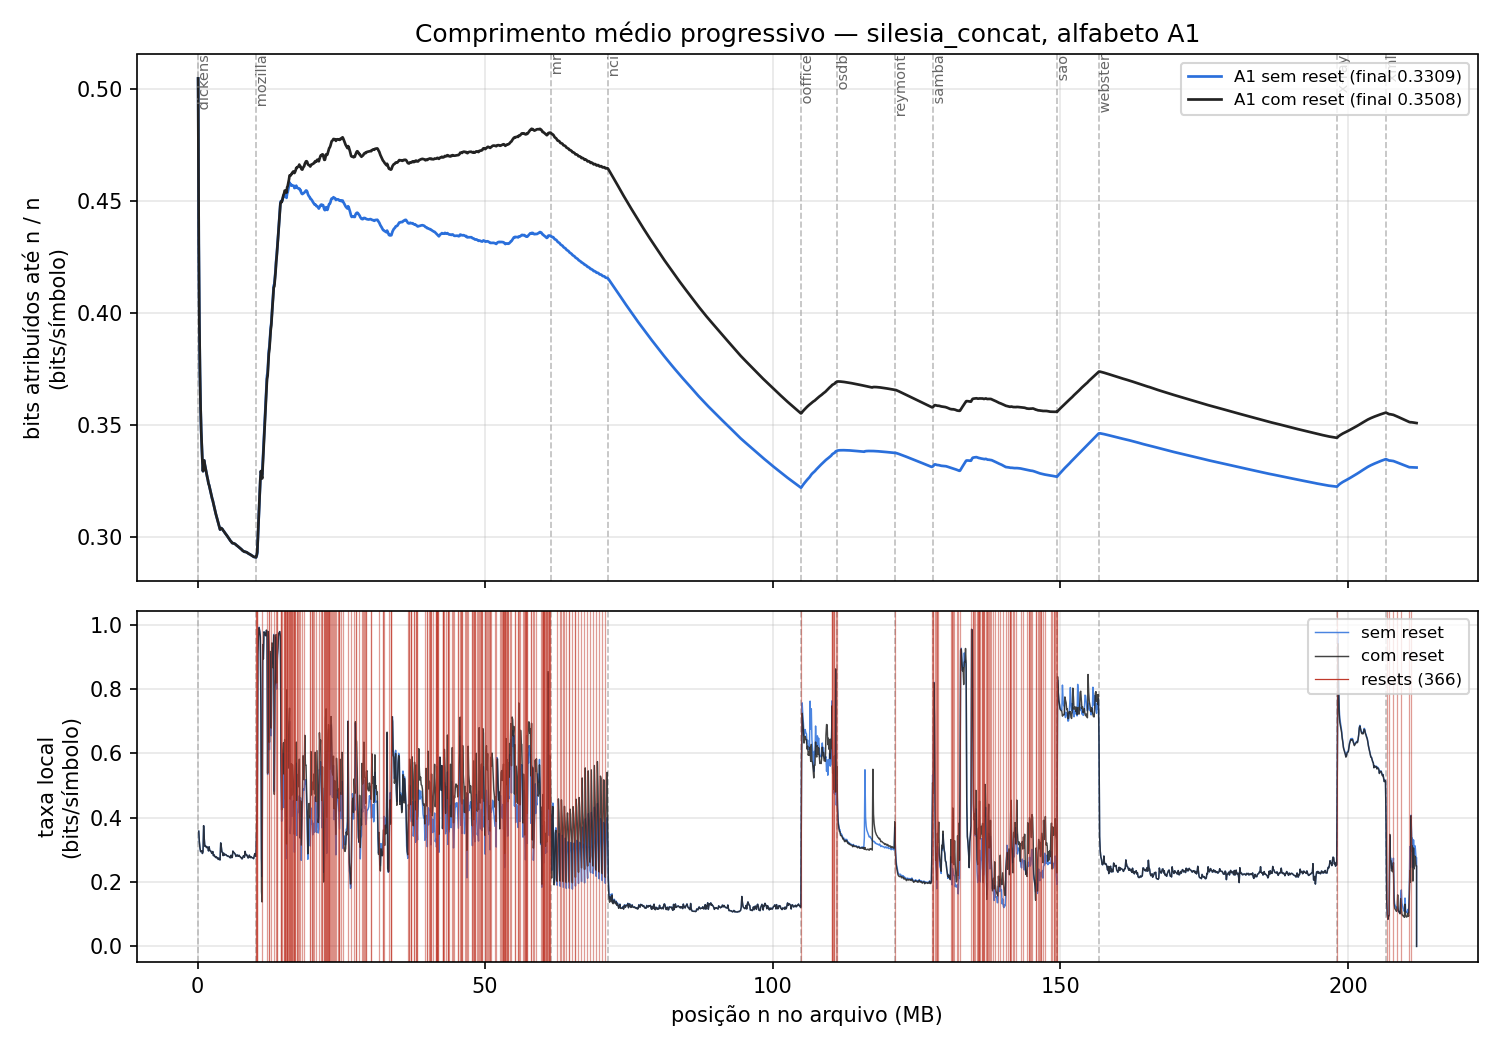 Comprimento médio progressivo — silesia_concat, alfabeto A1
bits atribuídos até n / n
(bits/símbolo)
0.50
0.45
0.40
0.35
0.30
dickens
mozilla
mr
nci
ooffice
osdb
reymont
samba
sao
webster
A1 sem reset (final 0.3309)
A1 com reset (final 0.3508)
taxa local
(bits/símbolo)
1.0
0.8
0.6
0.4
0.2
0.0
sem reset
com reset
resets (366)
0
50
100
150
200
posição n no arquivo (MB)